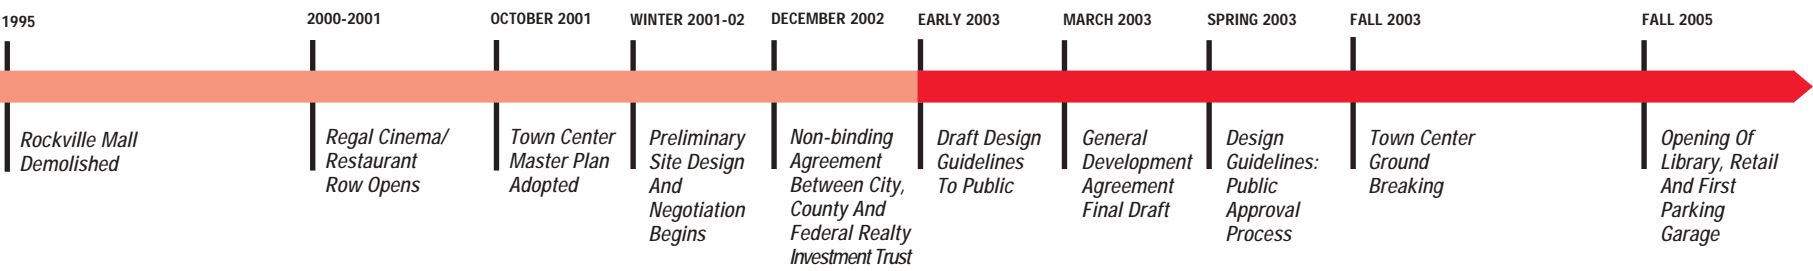 1995
Rockville Mall
Demolished
2000-2001
Regal Cinema/
Restaurant
Row Opens
OCTOBER 2001
Town Center
Master Plan
Adopted
WINTER 2001-02
Preliminary
Site Design
And
Negotiation
Begins
DECEMBER 2002
Non-binding
Agreement
Between City,
County And
Federal Realty
Investment Trust
EARLY 2003
Draft Design
Guidelines
To Public
MARCH 2003
General
Development
Agreement
Final Draft
SPRING 2003
Design
Guidelines:
Public
Approval
Process
FALL 2003
Town Center
Ground
Breaking
FALL 2005
Opening Of
Library, Retail
And First
Parking
Garage